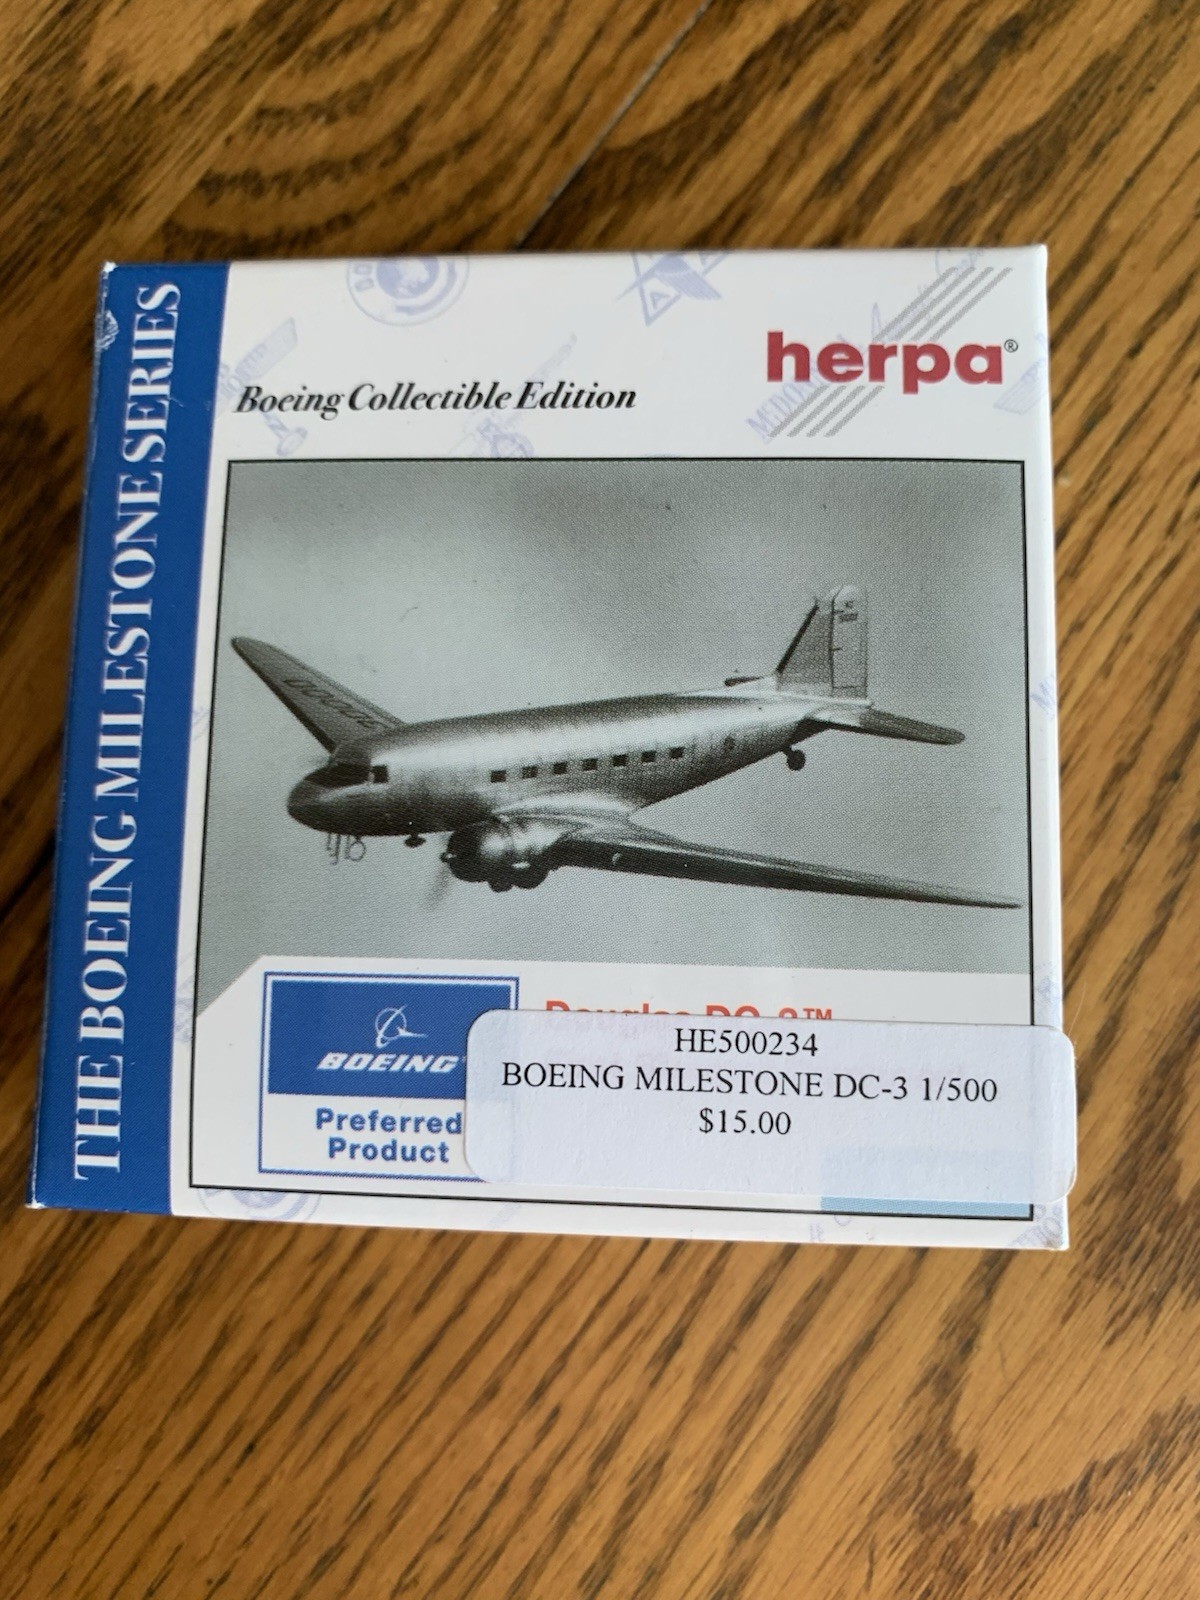 THE BOEING MILESTONE SERIES
Boeing Collectible Edition
herpa®
BOEING
Preferred
Product
HE500234
BOEING MILESTONE DC-3 1/500
$15.00